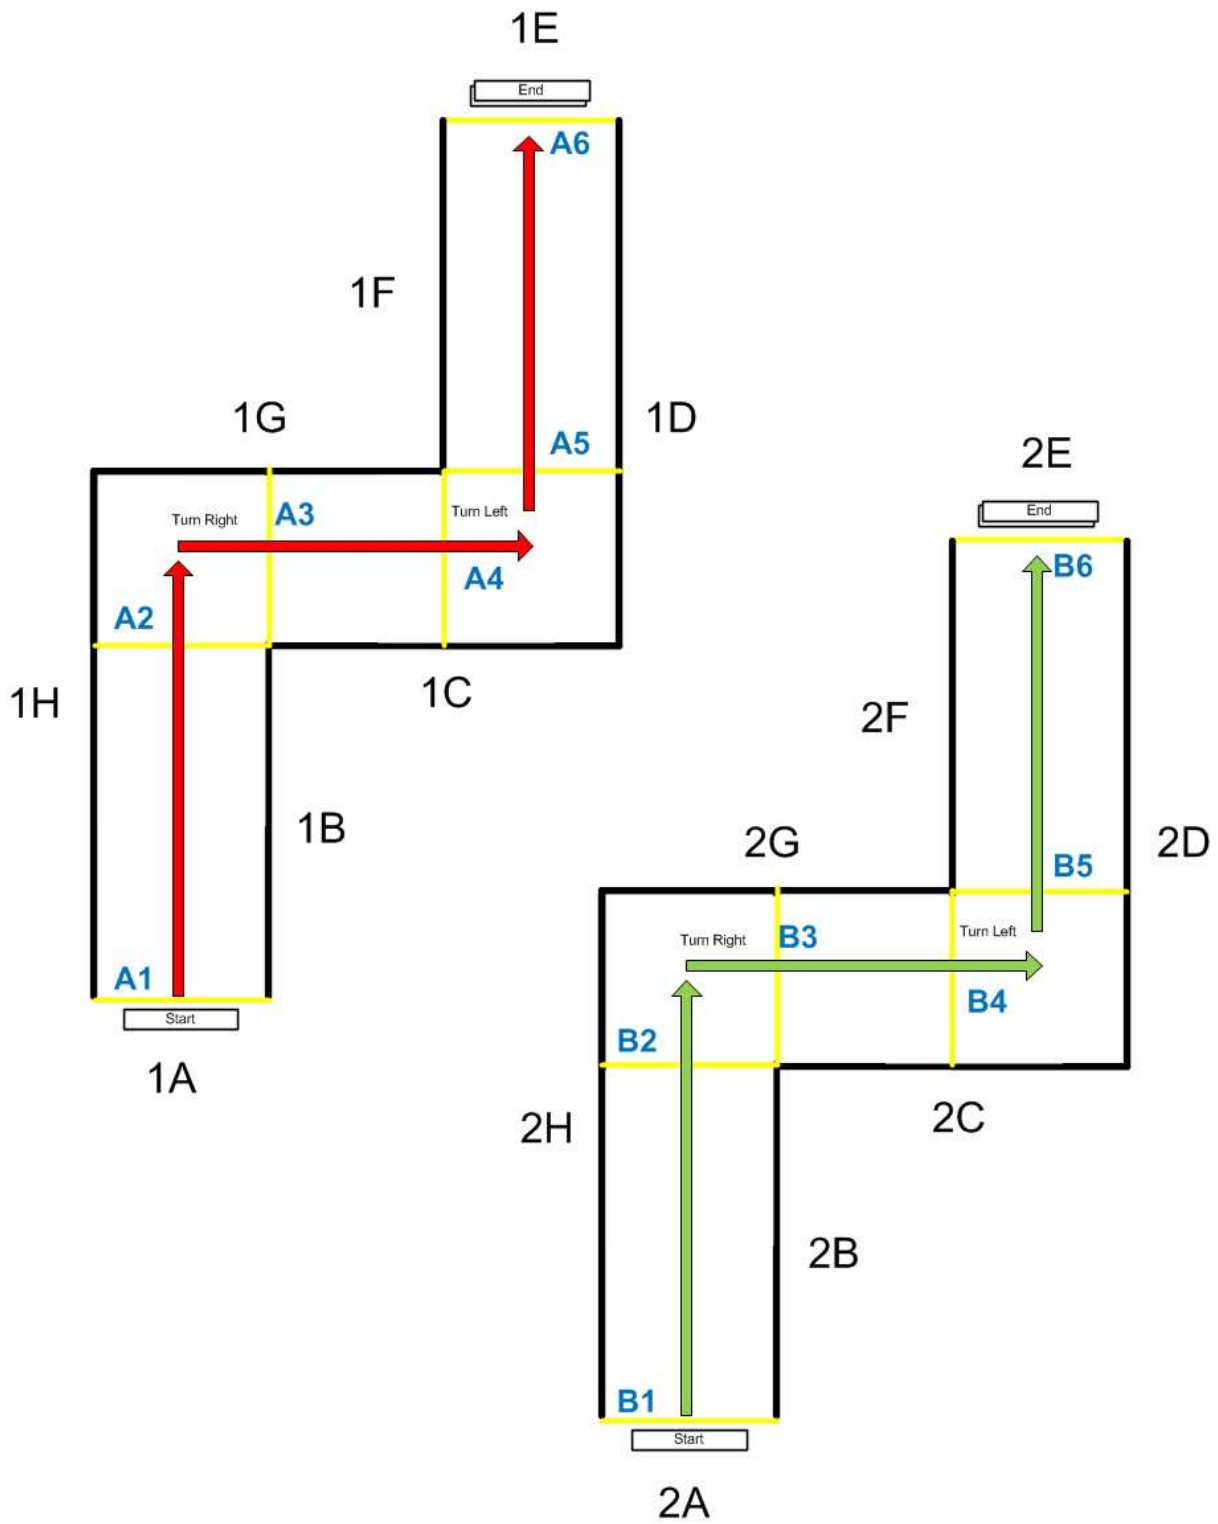 1E
End
A6
1F
1G
1D
A5
2E
End
Turn Right
A3
Turn Left
A4
B6
A2
1H
1C
2F
1B
2G
2D
B5
Turn Right
B3
Turn Left
A1
B4
Start
B2
1A
2H
2C
2B
B1
Start
2A